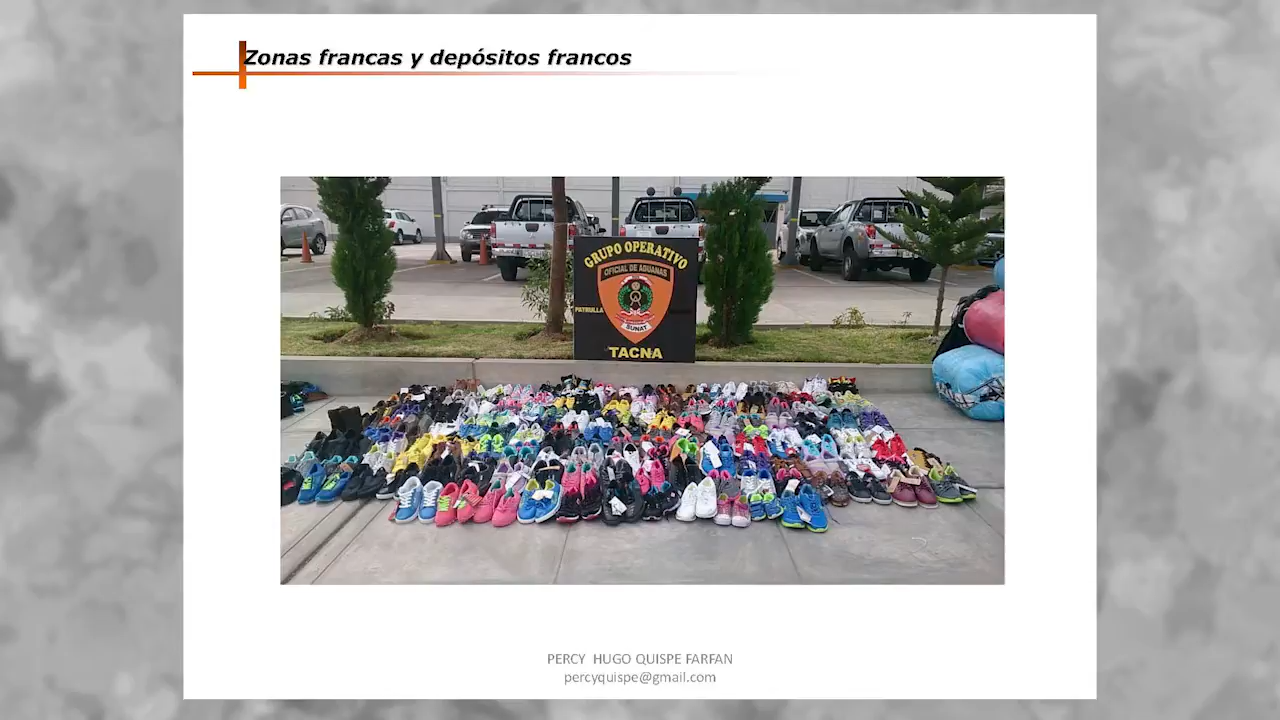 Zonas francas y depósitos francos
GRUPO OPERATIVO
OFICIAL DE ADUANAS
PATRULLA
SUNAT
TACNA
PERCY HUGO QUISPE FARFAN
percyquispe@gmail.com